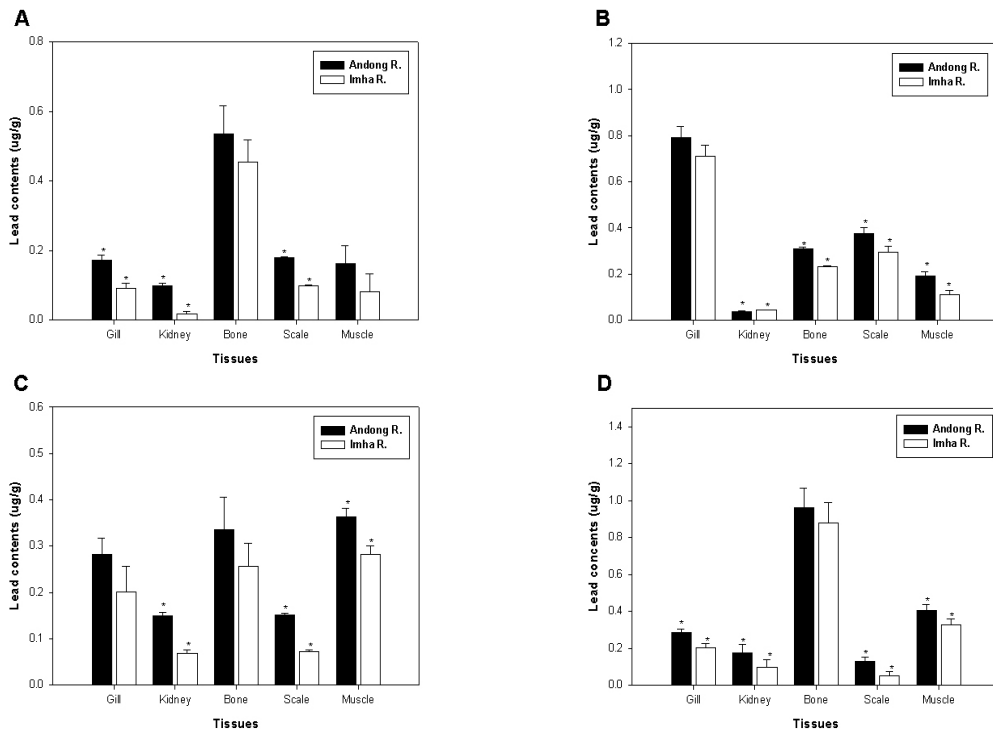 A
Lead contents (ug/g)
0.8
0.6
0.4
0.2
0.0
Andong R.
Imha R.
* * * * * *
Gill Kidney Bone Scale Muscle
Tissues
B
Lead contents (ug/g)
1.2
1.0
0.8
0.6
0.4
0.2
0.0
Andong R.
Imha R.
* * * * * * * *
Gill Kidney Bone Scale Muscle
Tissues
C
Lead contents (ug/g)
0.6
0.5
0.4
0.3
0.2
0.1
0.0
Andong R.
Imha R.
* * * * * *
Gill Kidney Bone Scale Muscle
Tissues
D
Lead concents (ug/g)
1.4
1.2
1.0
0.8
0.6
0.4
0.2
0.0
Andong R.
Imha R.
* * * * * * * *
Gill Kidney Bone Scale Muscle
Tissues